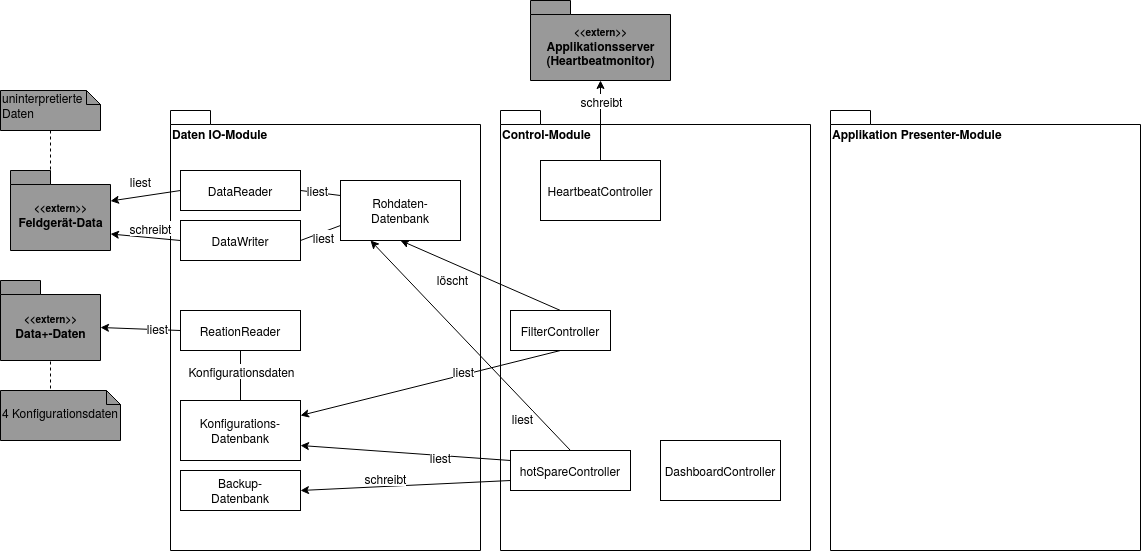 <<extern>>
Applikationsserver
(Heartbeatmonitor)
schreibt
uninterpretierte
Daten
Daten IO-Module
Control-Module
Applikation Presenter-Module
liest
DataReader
liest
Rohdaten-
Datenbank
HeartbeatController
<<extern>>
Feldgerät-Data
schreibt
DataWriter
liest
löscht
<<extern>>
Data+-Daten
liest
ReationReader
FilterController
Konfigurationsdaten
liest
4 Konfigurationsdaten
Konfigurations-
Datenbank
liest
liest
hotSpareController
DashboardController
Backup-
Datenbank
schreibt